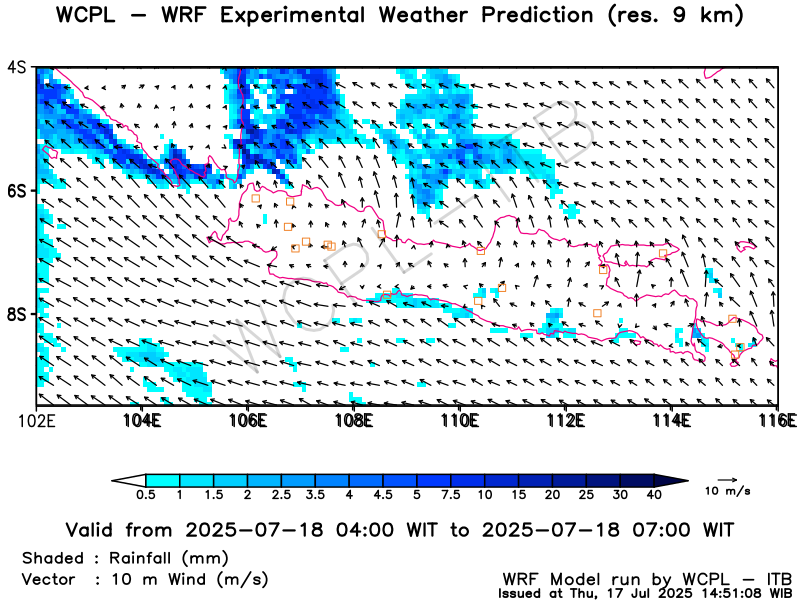 WCPL – WRF Experimental Weather Prediction (res. 9 km)
WCPL-ITB
4S
6S
8S
102E 104E 106E 108E 110E 112E 114E 116E
0.5 1 1.5 2 2.5 3.5 4 4.5 5 7.5 10 15 20 25 30 40
10 m/s
Valid from 2025-07-18 04:00 WIT to 2025-07-18 07:00 WIT
Shaded : Rainfall (mm)
Vector : 10 m Wind (m/s)
WRF Model run by WCPL – ITB
Issued at Thu, 17 Jul 2025 14:51:08 WIB